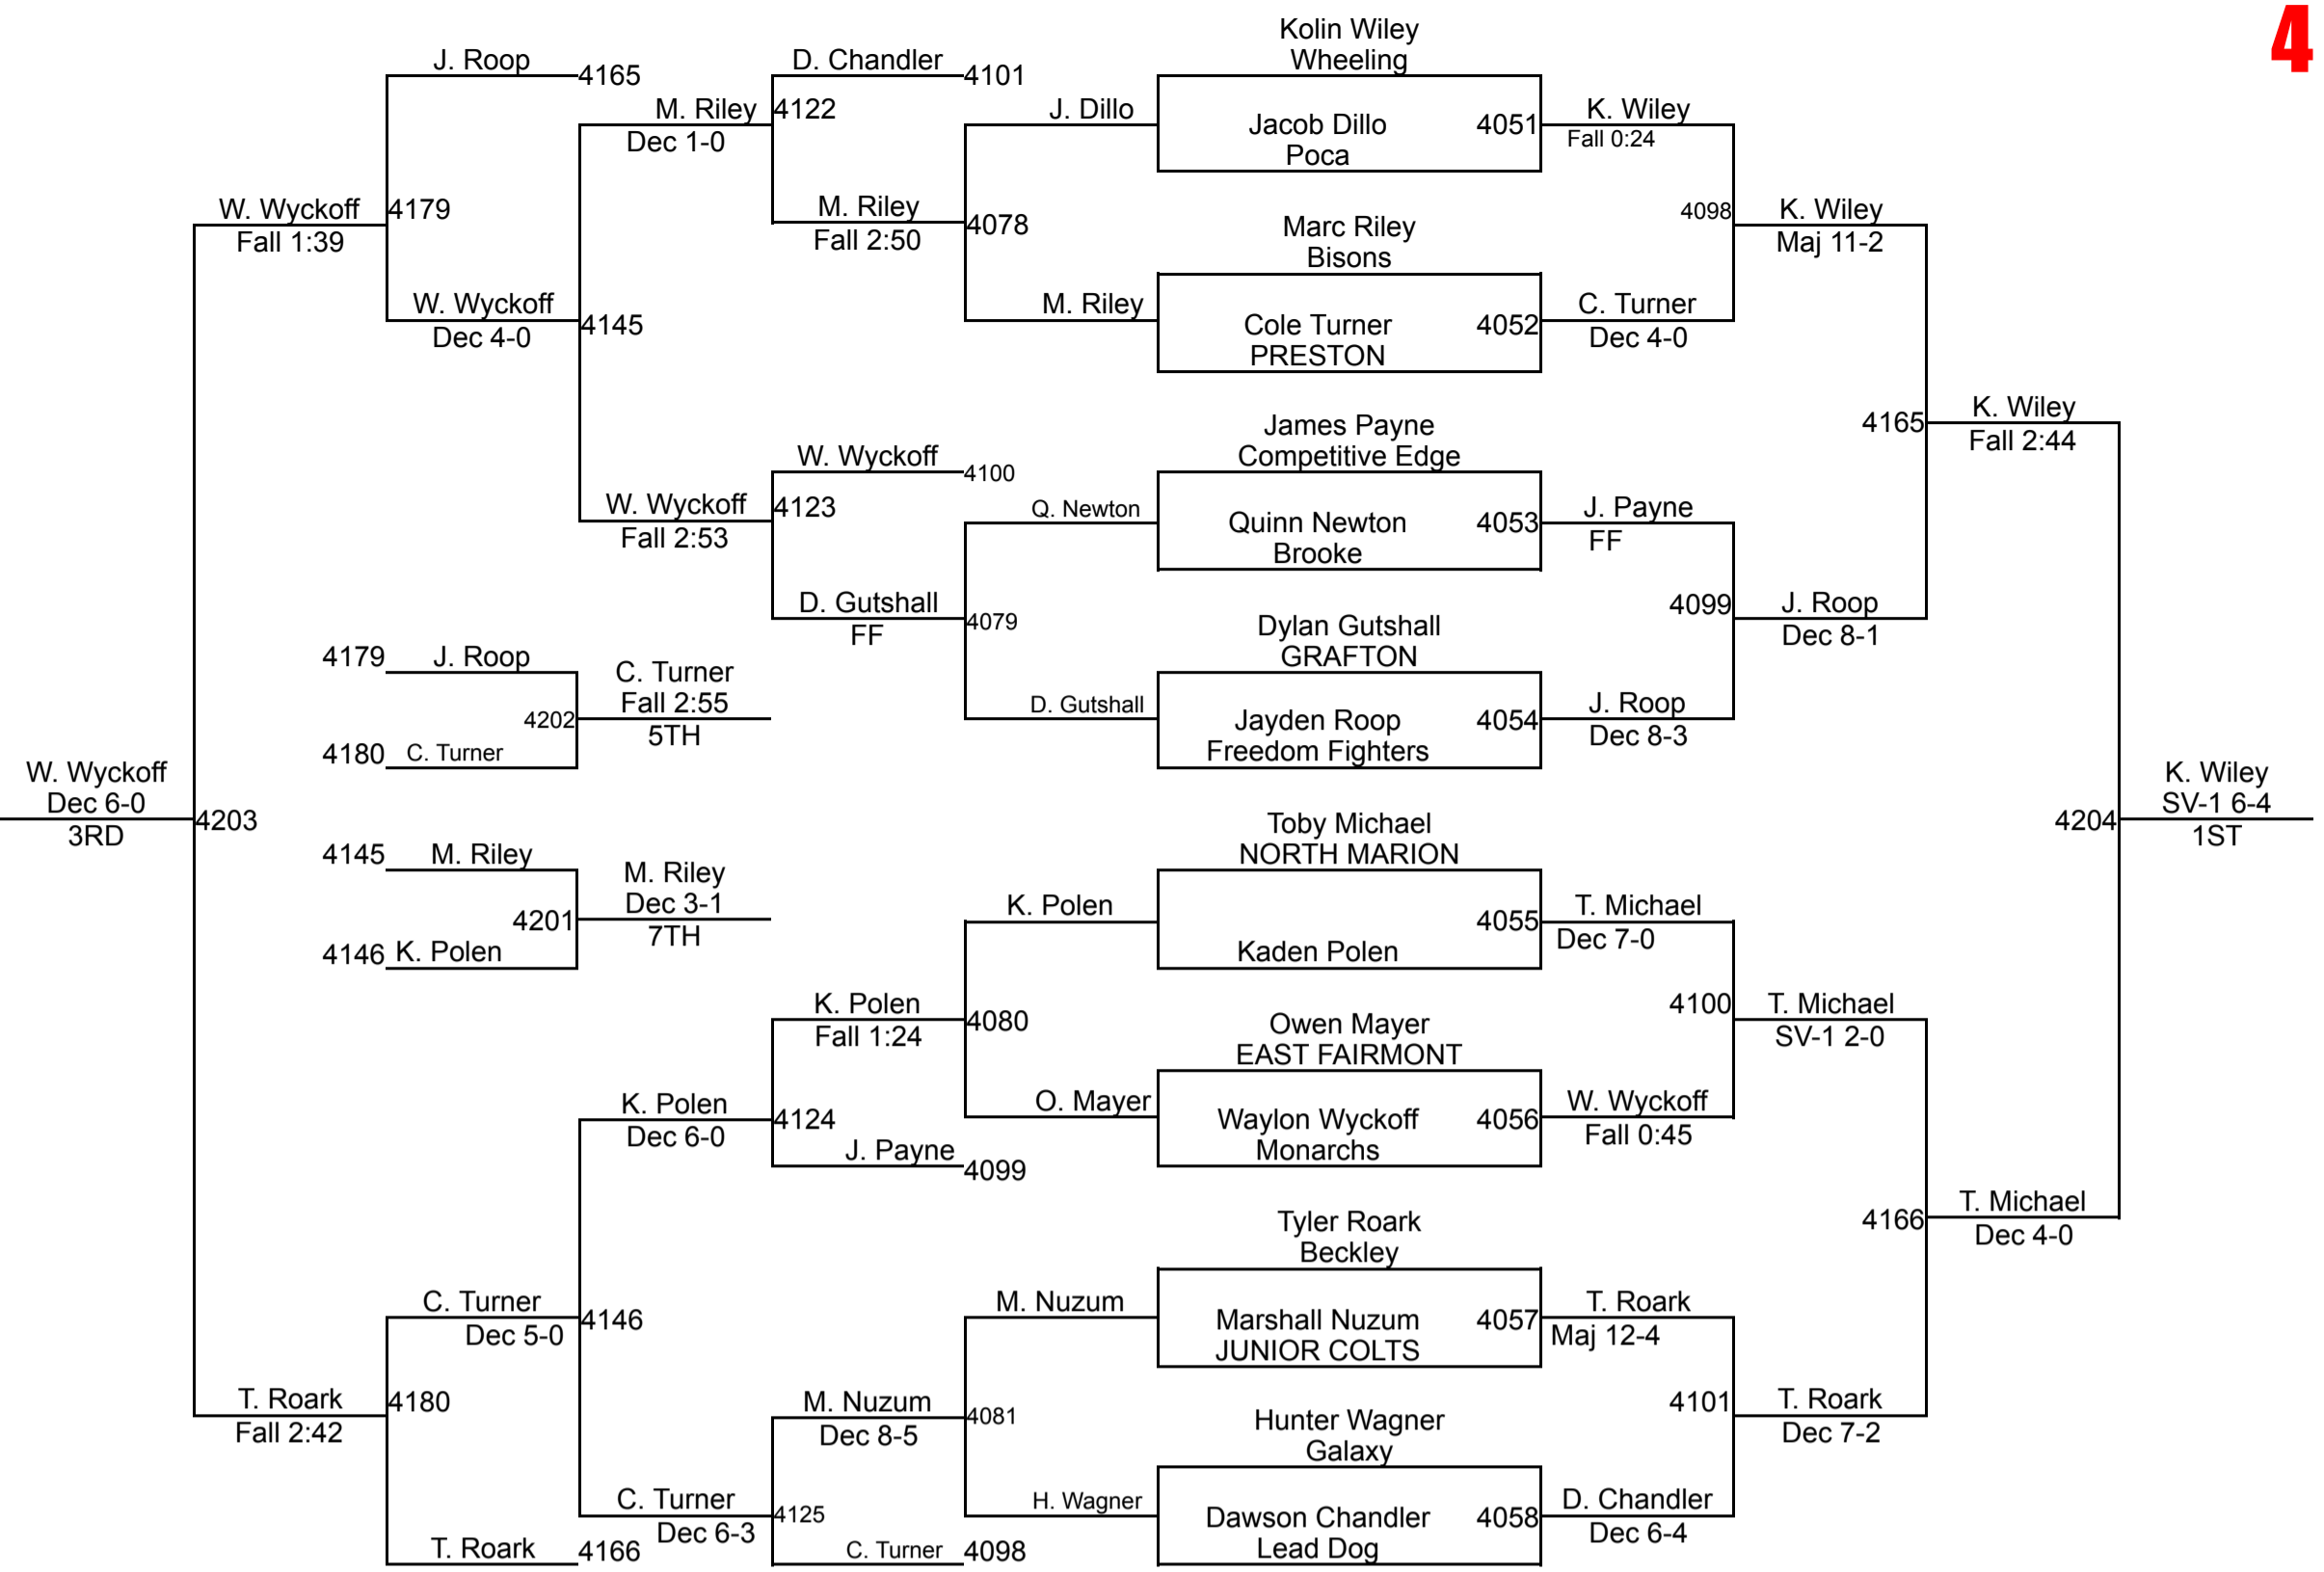 4
Kolin Wiley
Wheeling
J. Roop
4165
D. Chandler
4101
M. Riley
4122
Dec 1-0
J. Dillo
Jacob Dillo
4051
Poca
K. Wiley
Fall 0:24
W. Wyckoff
4179
Fall 1:39
M. Riley
Fall 2:50
4078
Marc Riley
Bisons
4098
K. Wiley
Maj 11-2
W. Wyckoff
Dec 4-0
4145
M. Riley
Cole Turner
4052
PRESTON
C. Turner
Dec 4-0
James Payne
Competitive Edge
4165
K. Wiley
Fall 2:44
W. Wyckoff
4100
W. Wyckoff
4123
Fall 2:53
Q. Newton
Quinn Newton
4053
Brooke
J. Payne
FF
D. Gutshall
FF
4079
Dylan Gutshall
GRAFTON
4099
J. Roop
Dec 8-1
4179
J. Roop
C. Turner
Fall 2:55
4202
5TH
4180
C. Turner
D. Gutshall
Jayden Roop
4054
Freedom Fighters
J. Roop
Dec 8-3
W. Wyckoff
Dec 6-0
3RD
4203
Toby Michael
NORTH MARION
4204
K. Wiley
SV-1 6-4
1ST
4145
M. Riley
M. Riley
Dec 3-1
4201
7TH
4146
K. Polen
K. Polen
4055
Kaden Polen
T. Michael
Dec 7-0
K. Polen
Fall 1:24
4080
Owen Mayer
EAST FAIRMONT
4100
T. Michael
SV-1 2-0
K. Polen
Dec 6-0
4124
J. Payne
4099
O. Mayer
Waylon Wyckoff
4056
Monarchs
W. Wyckoff
Fall 0:45
Tyler Roark
Beckley
4166
T. Michael
Dec 4-0
C. Turner
Dec 5-0
4146
M. Nuzum
Marshall Nuzum
4057
JUNIOR COLTS
T. Roark
Maj 12-4
T. Roark
4180
Fall 2:42
M. Nuzum
Dec 8-5
4081
Hunter Wagner
Galaxy
4101
T. Roark
Dec 7-2
C. Turner
Dec 6-3
4125
H. Wagner
Dawson Chandler
4058
Lead Dog
D. Chandler
Dec 6-4
T. Roark
4166
C. Turner
4098